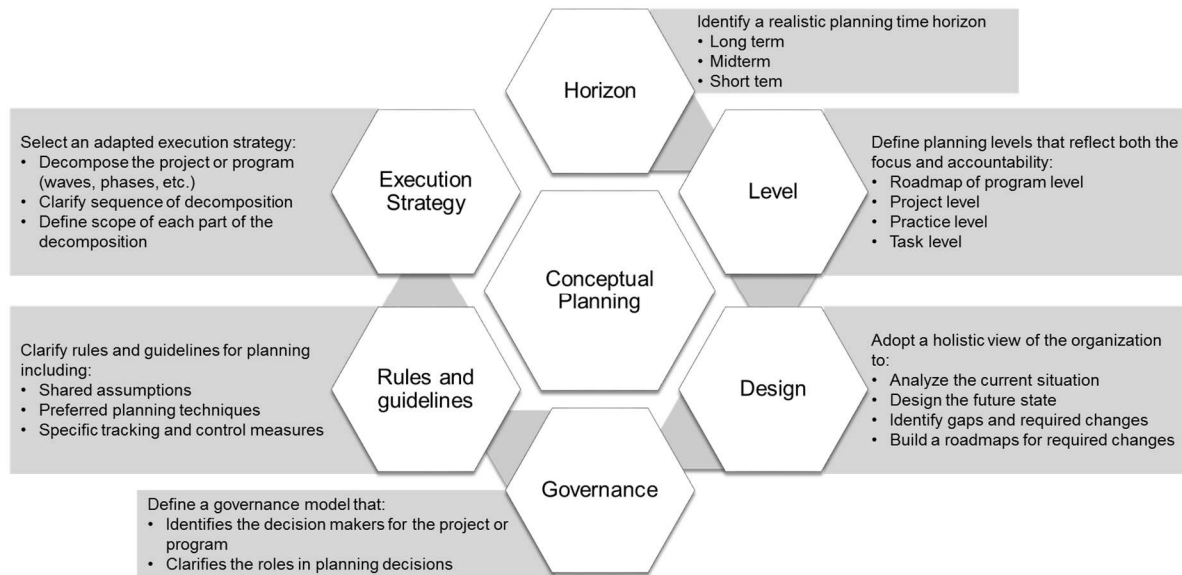 Identify a realistic planning time horizon
• Long term
• Midterm
• Short tem
Horizon
Select an adapted execution strategy:
• Decompose the project or program
(waves, phases, etc.)
• Clarify sequence of decomposition
• Define scope of each part of the
decomposition
Execution
Strategy
Level
Define planning levels that reflect both the
focus and accountability:
• Roadmap of program level
• Project level
• Practice level
• Task level
Conceptual
Planning
Clarify rules and guidelines for planning
including:
• Shared assumptions
• Preferred planning techniques
• Specific tracking and control measures
Rules and
guidelines
Design
Adopt a holistic view of the organization
to:
• Analyze the current situation
• Design the future state
• Identify gaps and required changes
• Build a roadmaps for required changes
Governance
Define a governance model that:
• Identifies the decision makers for the project or
program
• Clarifies the roles in planning decisions